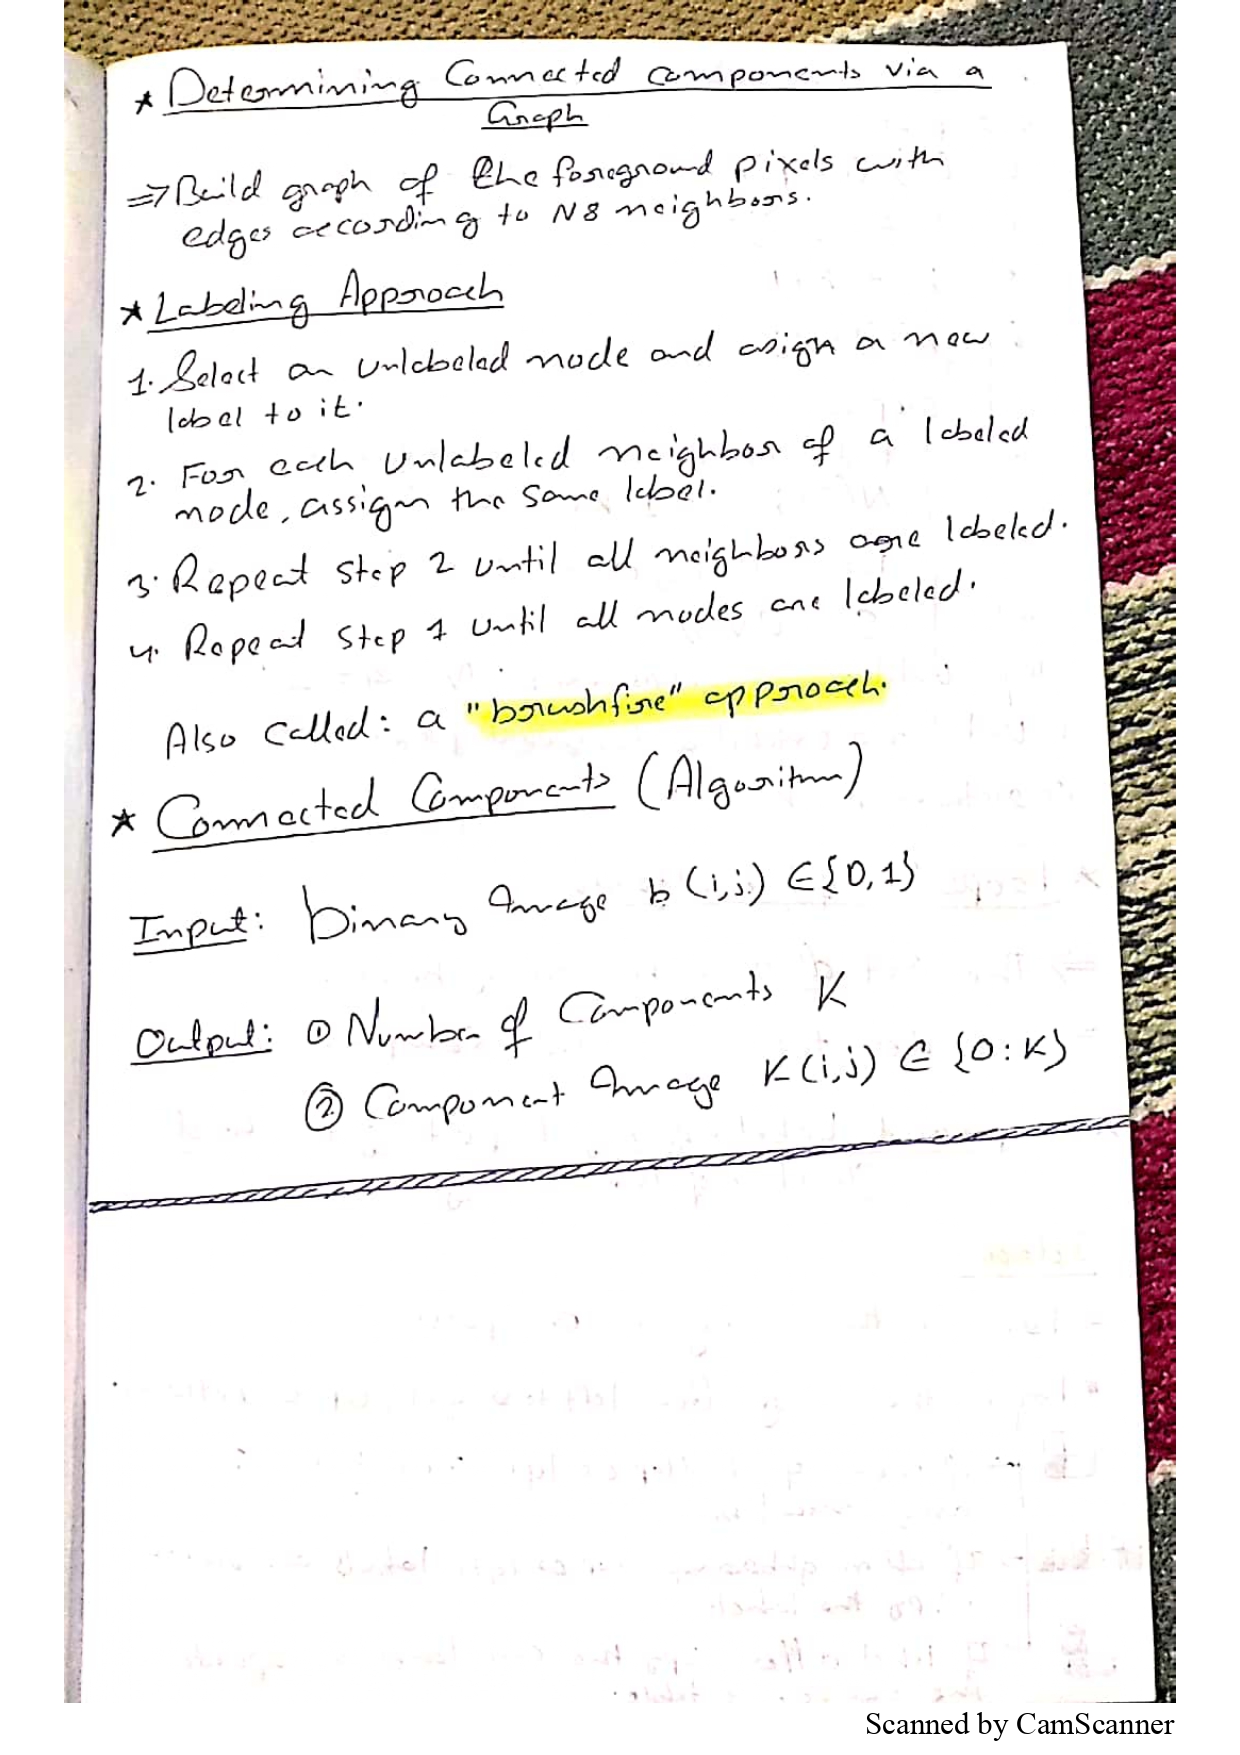 * Determining Connected components via a
Graph
=> Build graph of the foreground pixels with
edges according to N8 neighbors.
* Labeling Approach
1. Select an unlabeled node and asign a new
label to it.
2. For each unlabeled neighbor of a labeled
node, assign the same label.
3. Repeat step 2 until all neighbors are labeled.
4. Repeat step 1 until all nodes are labeled.
Also called: a "brushfire" approach.
* Connected Components (Algorithm)
Input: binary Image b(i,j) ∈ {0,1}
Output: ① Number of Components K
② Component Image K(i,j) ∈ {0:K}
Scanned by CamScanner